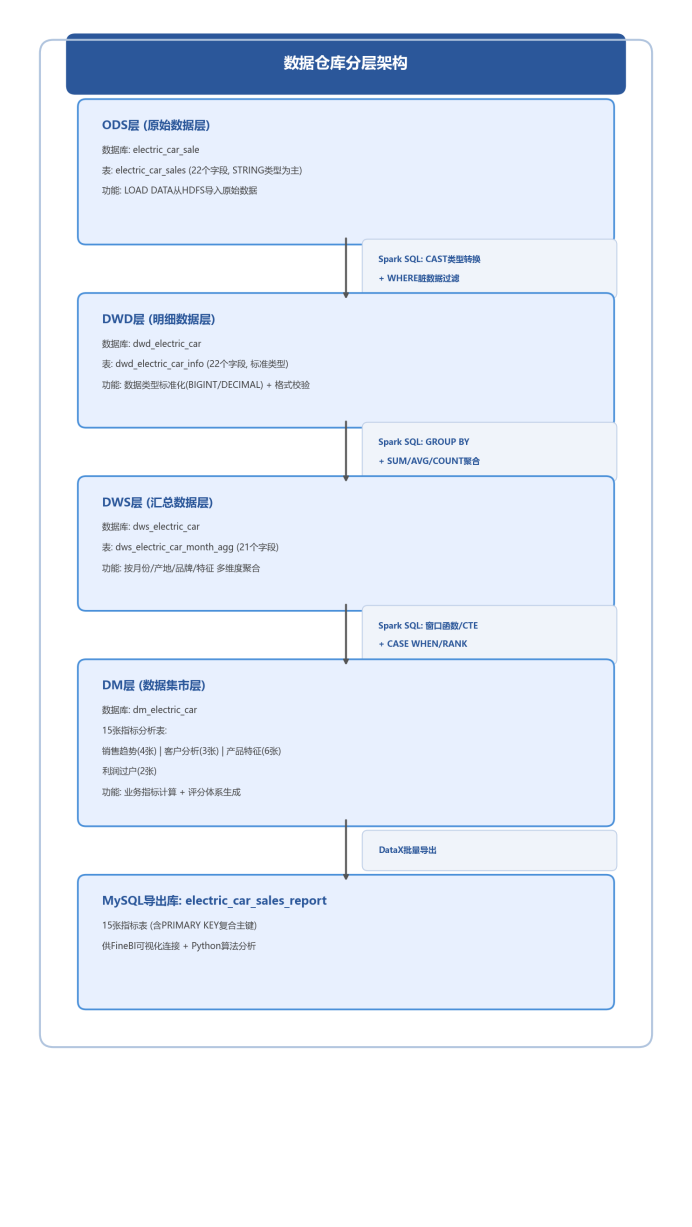 数据仓库分层架构
ODS层 (原始数据层)
数据库: electric_car_sale
表: electric_car_sales (22个字段, STRING类型为主)
功能: LOAD DATA从HDFS导入原始数据
Spark SQL: CAST类型转换
+ WHERE脏数据过滤
DWD层 (明细数据层)
数据库: dwd_electric_car
表: dwd_electric_car_info (22个字段, 标准类型)
功能: 数据类型标准化(BIGINT/DECIMAL) + 格式校验
Spark SQL: GROUP BY
+ SUM/AVG/COUNT聚合
DWS层 (汇总数据层)
数据库: dws_electric_car
表: dws_electric_car_month_agg (21个字段)
功能: 按月份/产地/品牌/特征 多维度聚合
Spark SQL: 窗口函数/CTE
+ CASE WHEN/RANK
DM层 (数据集市层)
数据库: dm_electric_car
15张指标分析表:
销售趋势(4张) | 客户分析(3张) | 产品特征(6张)
利润过户(2张)
功能: 业务指标计算 + 评分体系生成
DataX批量导出
MySQL导出库: electric_car_sales_report
15张指标表 (含PRIMARY KEY复合主键)
供FineBI可视化连接 + Python算法分析